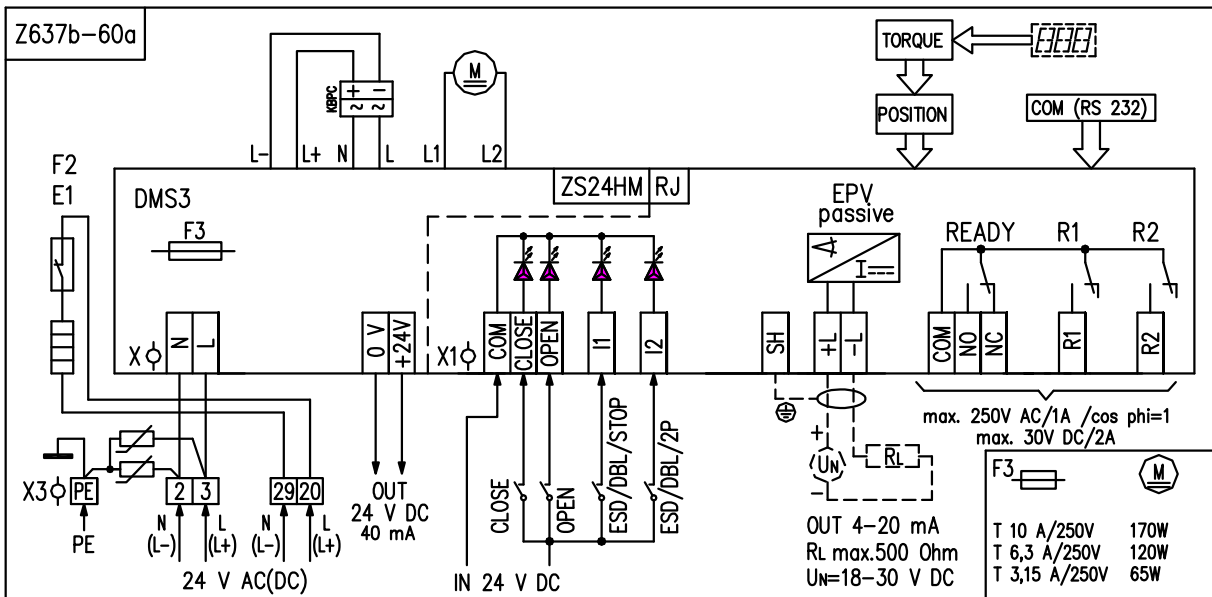 Z637b-60a
TORQUE
POSITION
COM (RS 232)
KBPC
+ −
~ ~
M
L- L+ N L L1 L2
F2
E1
DMS3
F3
ZS24HM RJ
EPV
passive
READY R1 R2
X N L
0 V +24V
X1 COM CLOSE OPEN I1 I2
SH +L -L
COM NO NC R1 R2
max. 250V AC/1A /cos phi=1
max. 30V DC/2A
X3 PE 2 3 29 20
PE
N (L-) L (L+) N (L-) L (L+)
24 V AC(DC)
OUT
24 V DC
40 mA
CLOSE
OPEN
ESD/DBL/STOP
ESD/DBL/2P
IN 24 V DC
+
UN
−
RL
OUT 4-20 mA
RL max.500 Ohm
UN=18-30 V DC
F3 M
T 10 A/250V 170W
T 6,3 A/250V 120W
T 3,15 A/250V 65W